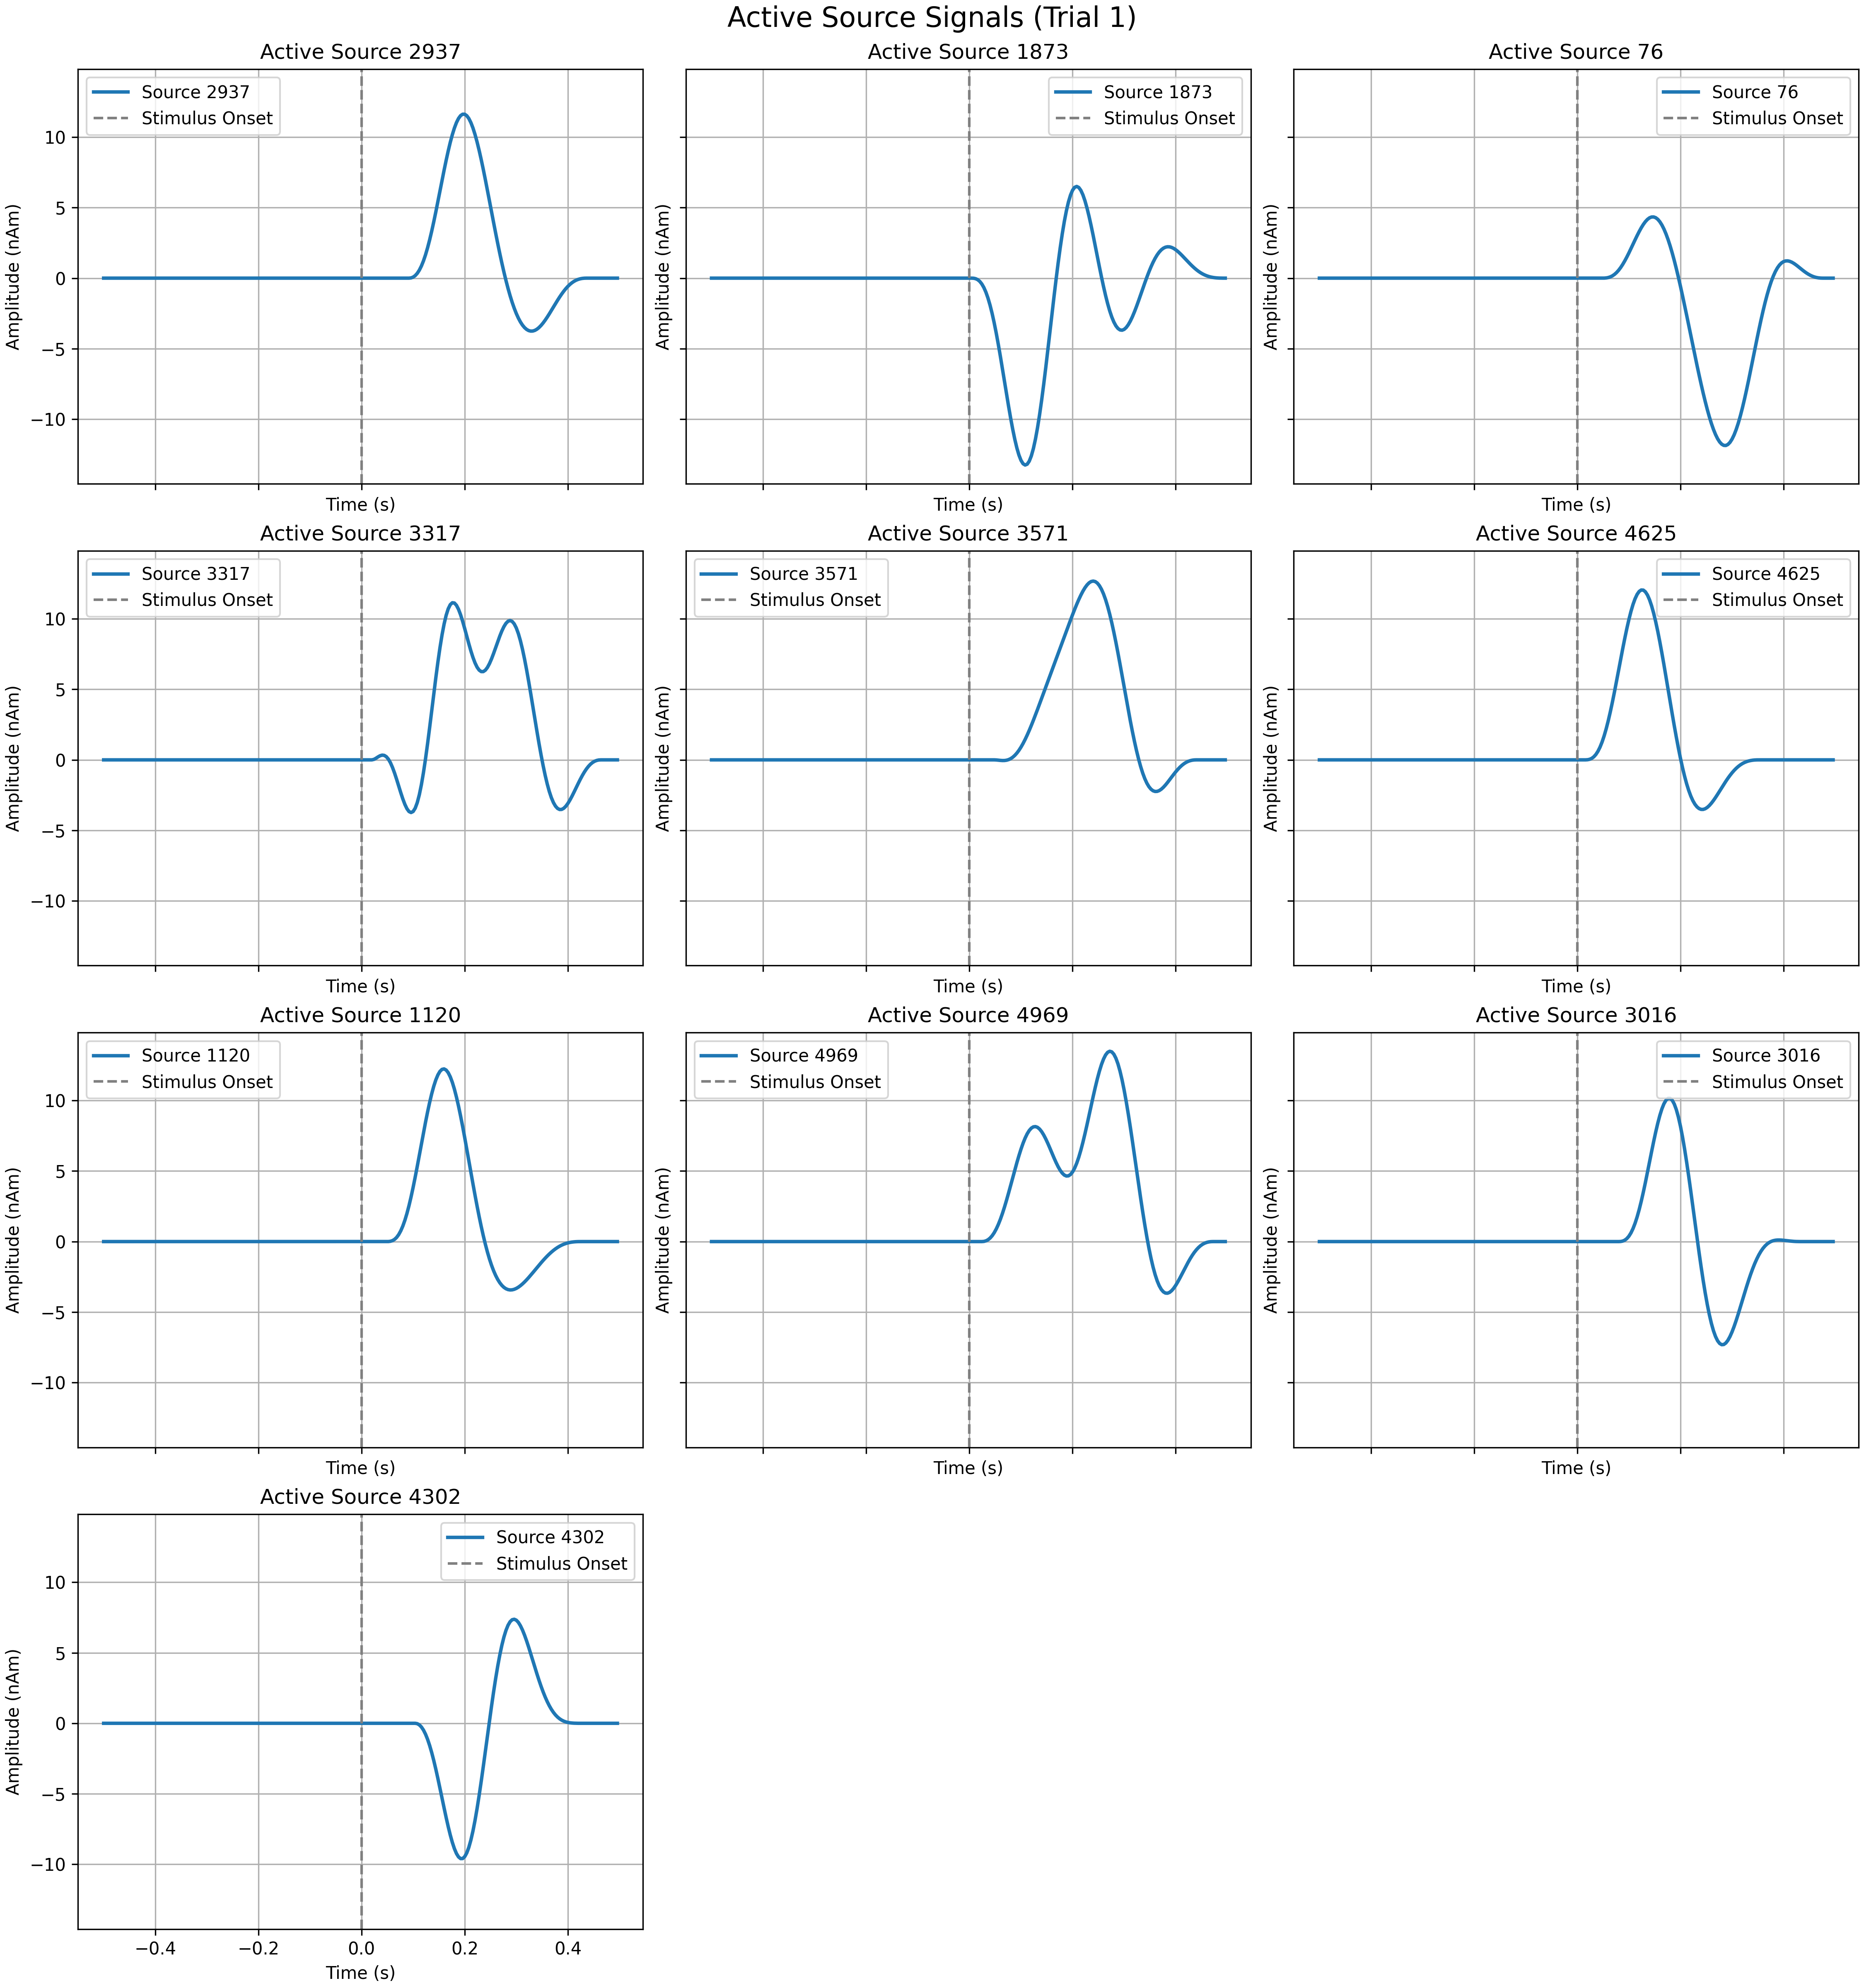 Active Source Signals (Trial 1)
Active Source 2937
Source 2937
Stimulus Onset
10
5
0
−5
−10
Amplitude (nAm)
Time (s)
Active Source 1873
Source 1873
Stimulus Onset
Amplitude (nAm)
Time (s)
Active Source 76
Source 76
Stimulus Onset
Amplitude (nAm)
Time (s)
Active Source 3317
Source 3317
Stimulus Onset
10
5
0
−5
−10
Amplitude (nAm)
Time (s)
Active Source 3571
Source 3571
Stimulus Onset
Amplitude (nAm)
Time (s)
Active Source 4625
Source 4625
Stimulus Onset
Amplitude (nAm)
Time (s)
Active Source 1120
Source 1120
Stimulus Onset
10
5
0
−5
−10
Amplitude (nAm)
Time (s)
Active Source 4969
Source 4969
Stimulus Onset
Amplitude (nAm)
Time (s)
Active Source 3016
Source 3016
Stimulus Onset
Amplitude (nAm)
Time (s)
Active Source 4302
Source 4302
Stimulus Onset
10
5
0
−5
−10
Amplitude (nAm)
−0.4 −0.2 0.0 0.2 0.4
Time (s)